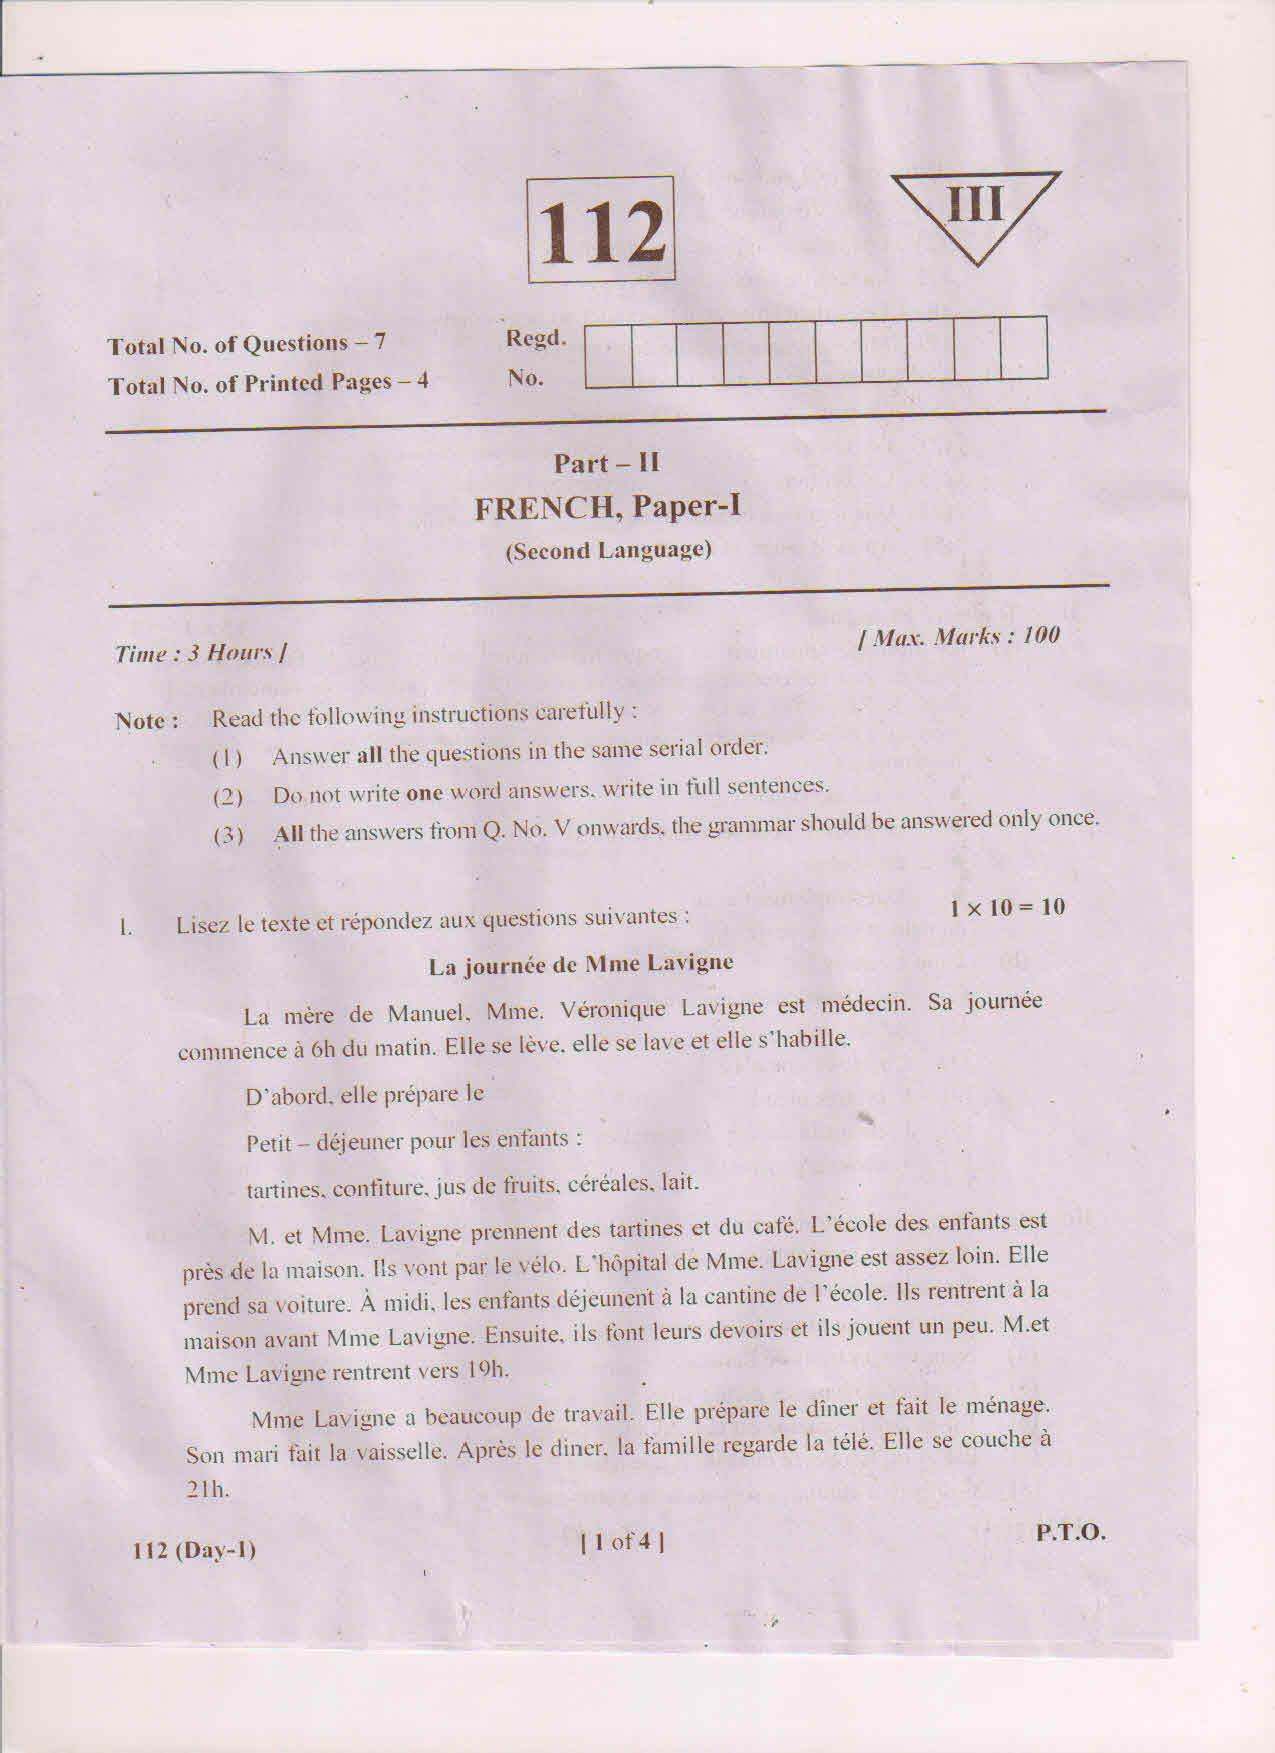 112
III
Total No. of Questions – 7
Regd.
Total No. of Printed Pages – 4
No.
Part – II
FRENCH, Paper-I
(Second Language)
Time : 3 Hours ]
[ Max. Marks : 100
Note : Read the following instructions carefully :
(1) Answer all the questions in the same serial order.
(2) Do not write one word answers, write in full sentences.
(3) All the answers from Q. No. V onwards, the grammar should be answered only once.
I. Lisez le texte et répondez aux questions suivantes : 1 × 10 = 10
La journée de Mme Lavigne
La mère de Manuel, Mme. Véronique Lavigne est médecin. Sa journée
commence à 6h du matin. Elle se lève, elle se lave et elle s'habille.
D'abord, elle prépare le
Petit – déjeuner pour les enfants :
tartines, confiture, jus de fruits, céréales, lait.
M. et Mme. Lavigne prennent des tartines et du café. L'école des enfants est
près de la maison. Ils vont par le vélo. L'hôpital de Mme. Lavigne est assez loin. Elle
prend sa voiture. À midi, les enfants déjeunent à la cantine de l'école. Ils rentrent à la
maison avant Mme Lavigne. Ensuite, ils font leurs devoirs et ils jouent un peu. M.et
Mme Lavigne rentrent vers 19h.
Mme Lavigne a beaucoup de travail. Elle prépare le dîner et fait le ménage.
Son mari fait la vaisselle. Après le diner, la famille regarde la télé. Elle se couche à
21h.
112 (Day-1)
[ 1 of 4 ]
P.T.O.